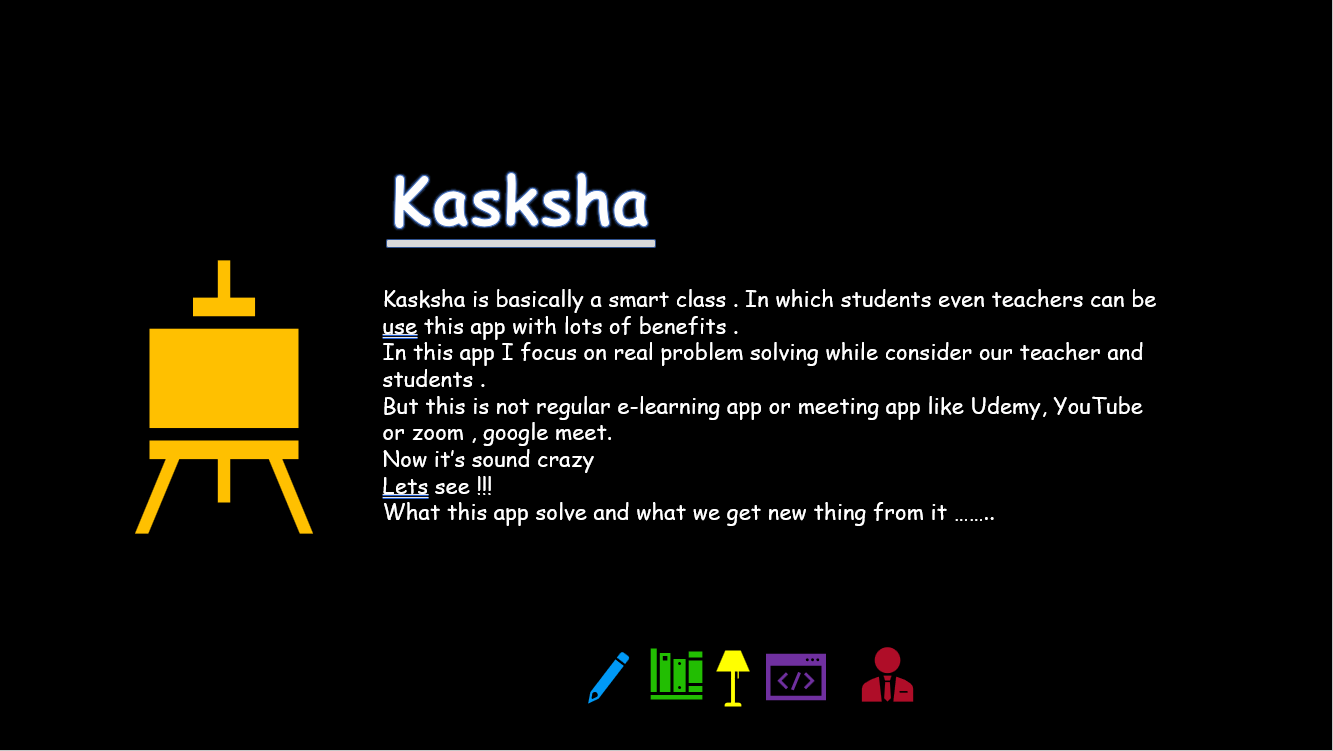 Kasksha
Kasksha is basically a smart class . In which students even teachers can be
use this app with lots of benefits .
In this app I focus on real problem solving while consider our teacher and
students .
But this is not regular e-learning app or meeting app like Udemy, YouTube
or zoom , google meet.
Now it’s sound crazy
Lets see !!!
What this app solve and what we get new thing from it ……..
</>